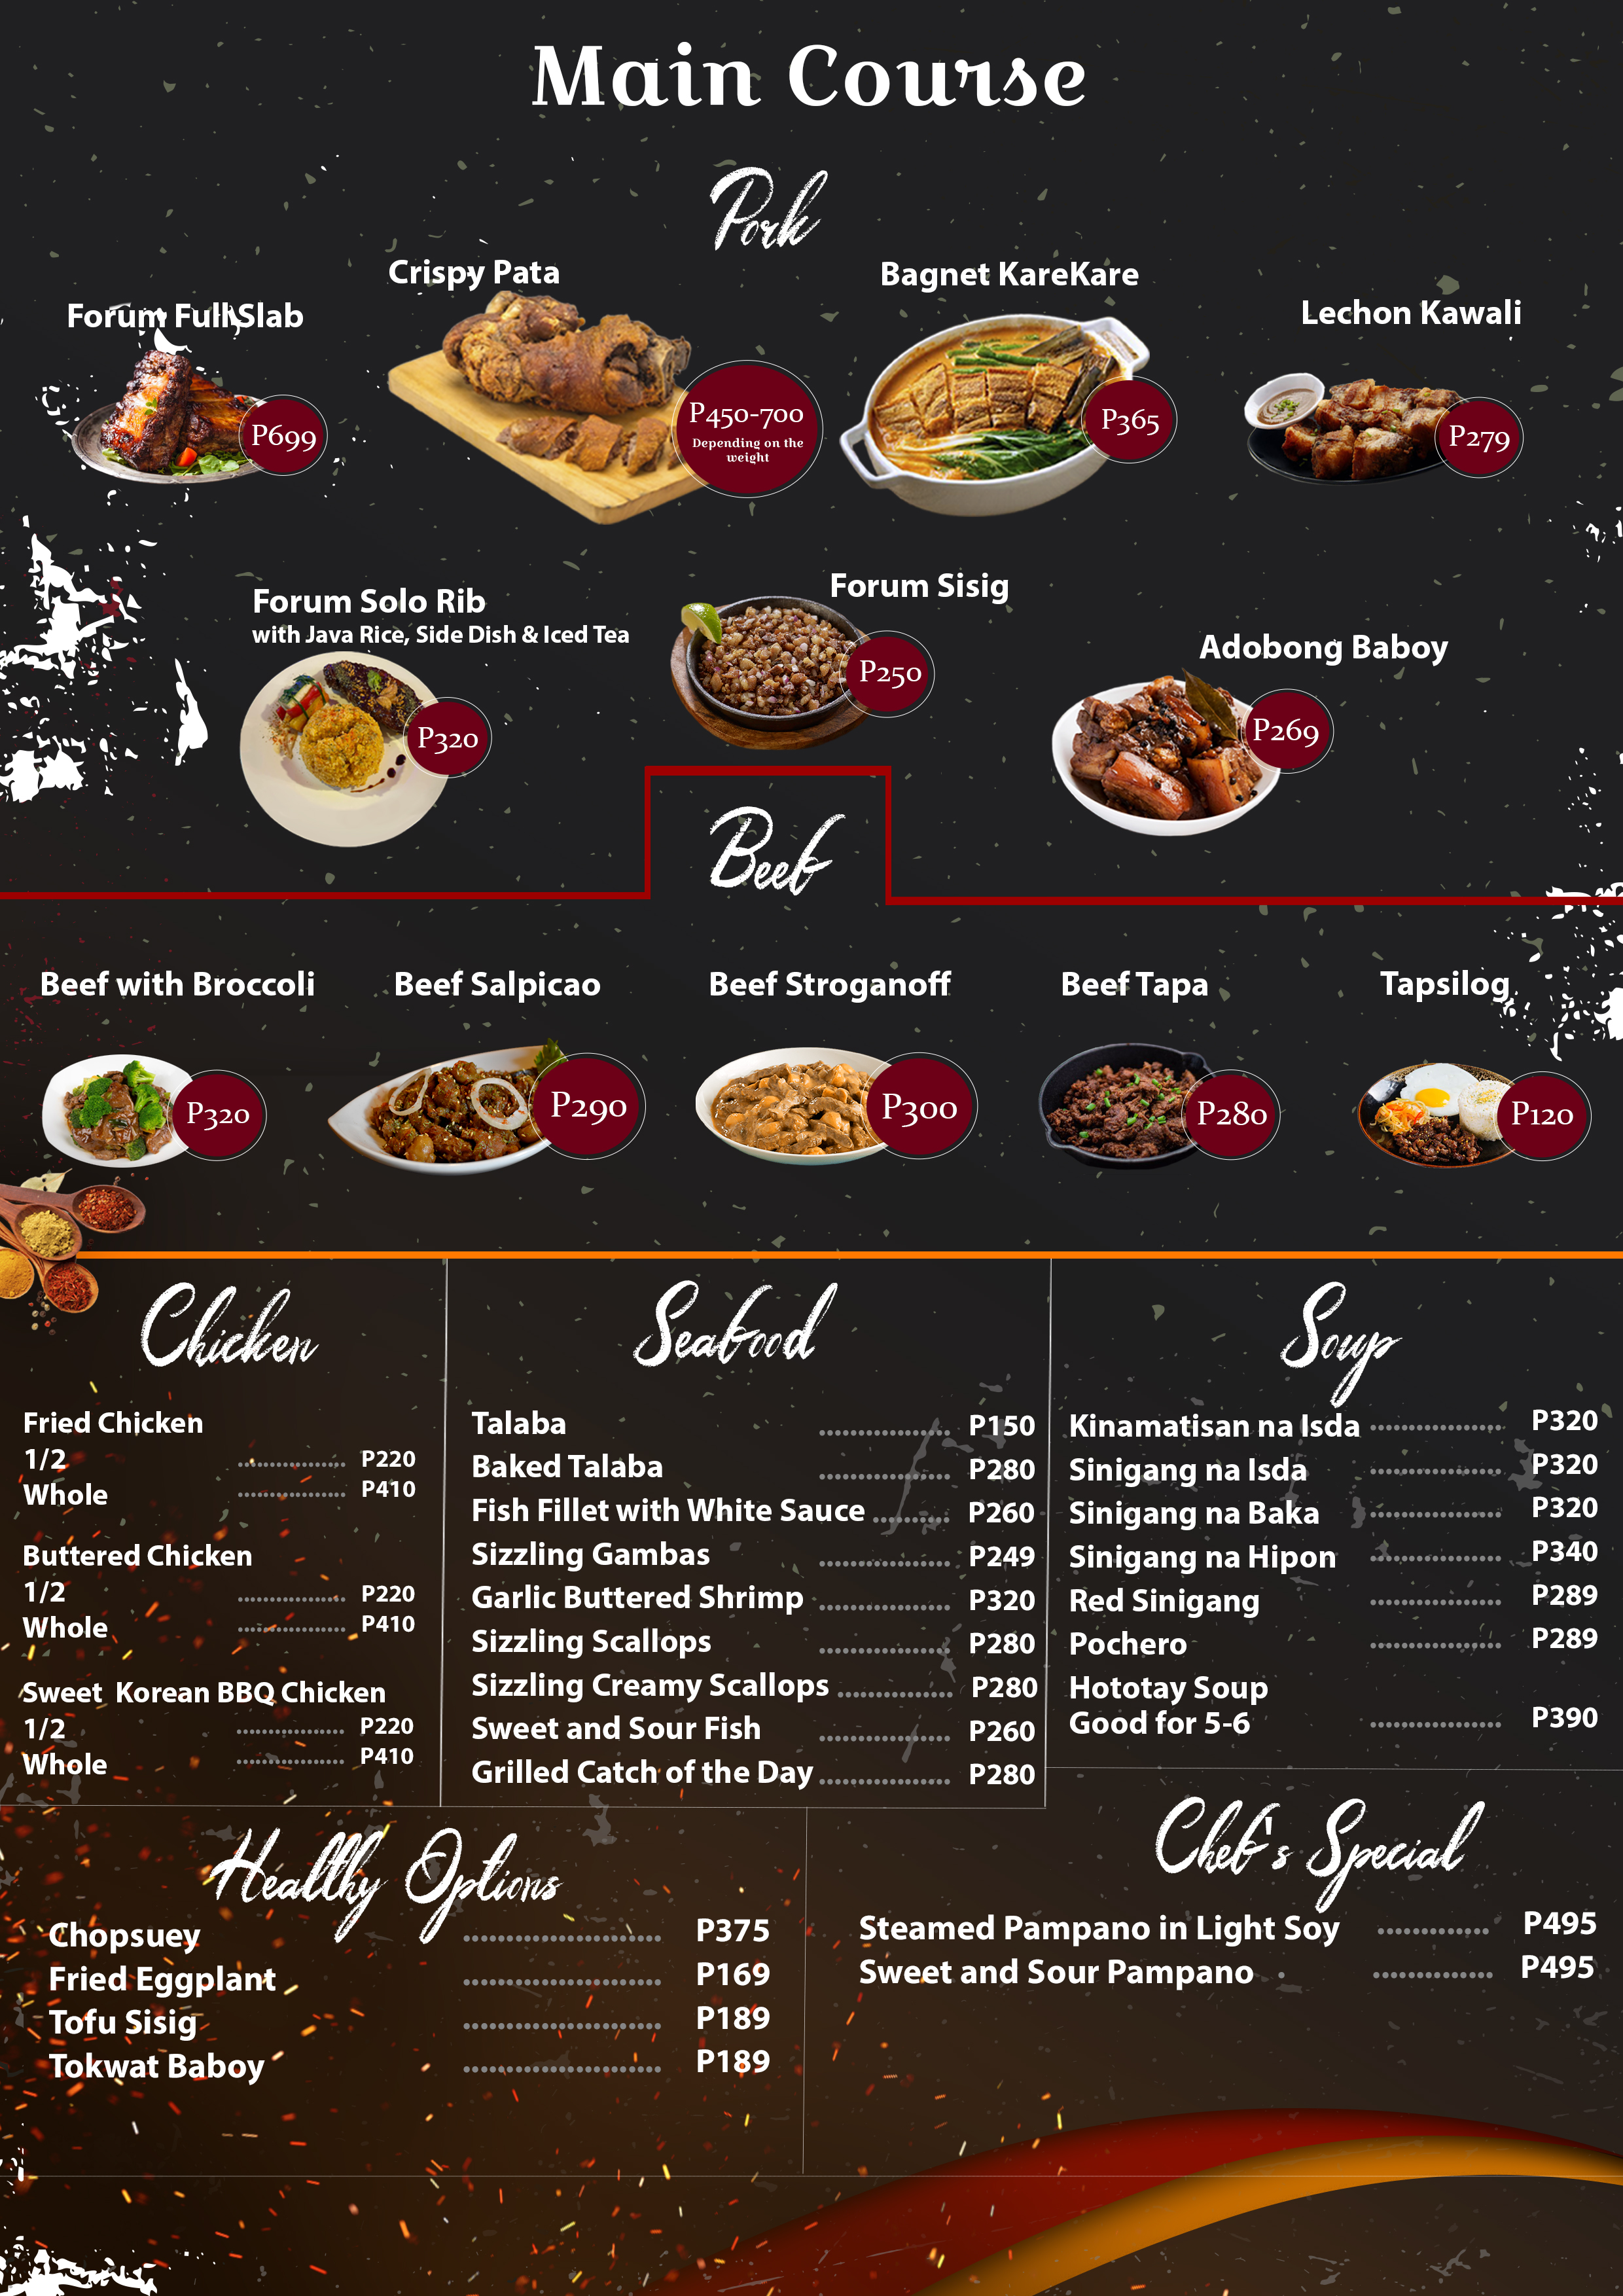 Main Course
Pork
Forum Full Slab
P699
Crispy Pata
P450-700
Depending on the
weight
Bagnet KareKare
P365
Lechon Kawali
P279
Forum Solo Rib
with Java Rice, Side Dish & Iced Tea
P320
Forum Sisig
P250
Adobong Baboy
P269
Beef
Beef with Broccoli
P320
Beef Salpicao
P290
Beef Stroganoff
P300
Beef Tapa
P280
Tapsilog
P120
Chicken
Fried Chicken
1/2 ................. P220
Whole ................. P410
Buttered Chicken
1/2 ................. P220
Whole ................. P410
Sweet Korean BBQ Chicken
1/2 ................. P220
Whole ................. P410
Seafood
Talaba ................. P150
Baked Talaba ................. P280
Fish Fillet with White Sauce .......... P260
Sizzling Gambas ................. P249
Garlic Buttered Shrimp ................. P320
Sizzling Scallops ................. P280
Sizzling Creamy Scallops ............... P280
Sweet and Sour Fish ................. P260
Grilled Catch of the Day ................. P280
Soup
Kinamatisan na Isda ................. P320
Sinigang na Isda ................. P320
Sinigang na Baka ................. P320
Sinigang na Hipon ................. P340
Red Sinigang ................. P289
Pochero ................. P289
Hototay Soup
Good for 5-6 ................. P390
Healthy Options
Chopsuey ......................... P375
Fried Eggplant ......................... P169
Tofu Sisig ......................... P189
Tokwat Baboy ......................... P189
Chef's Special
Steamed Pampano in Light Soy .............. P495
Sweet and Sour Pampano ............... P495